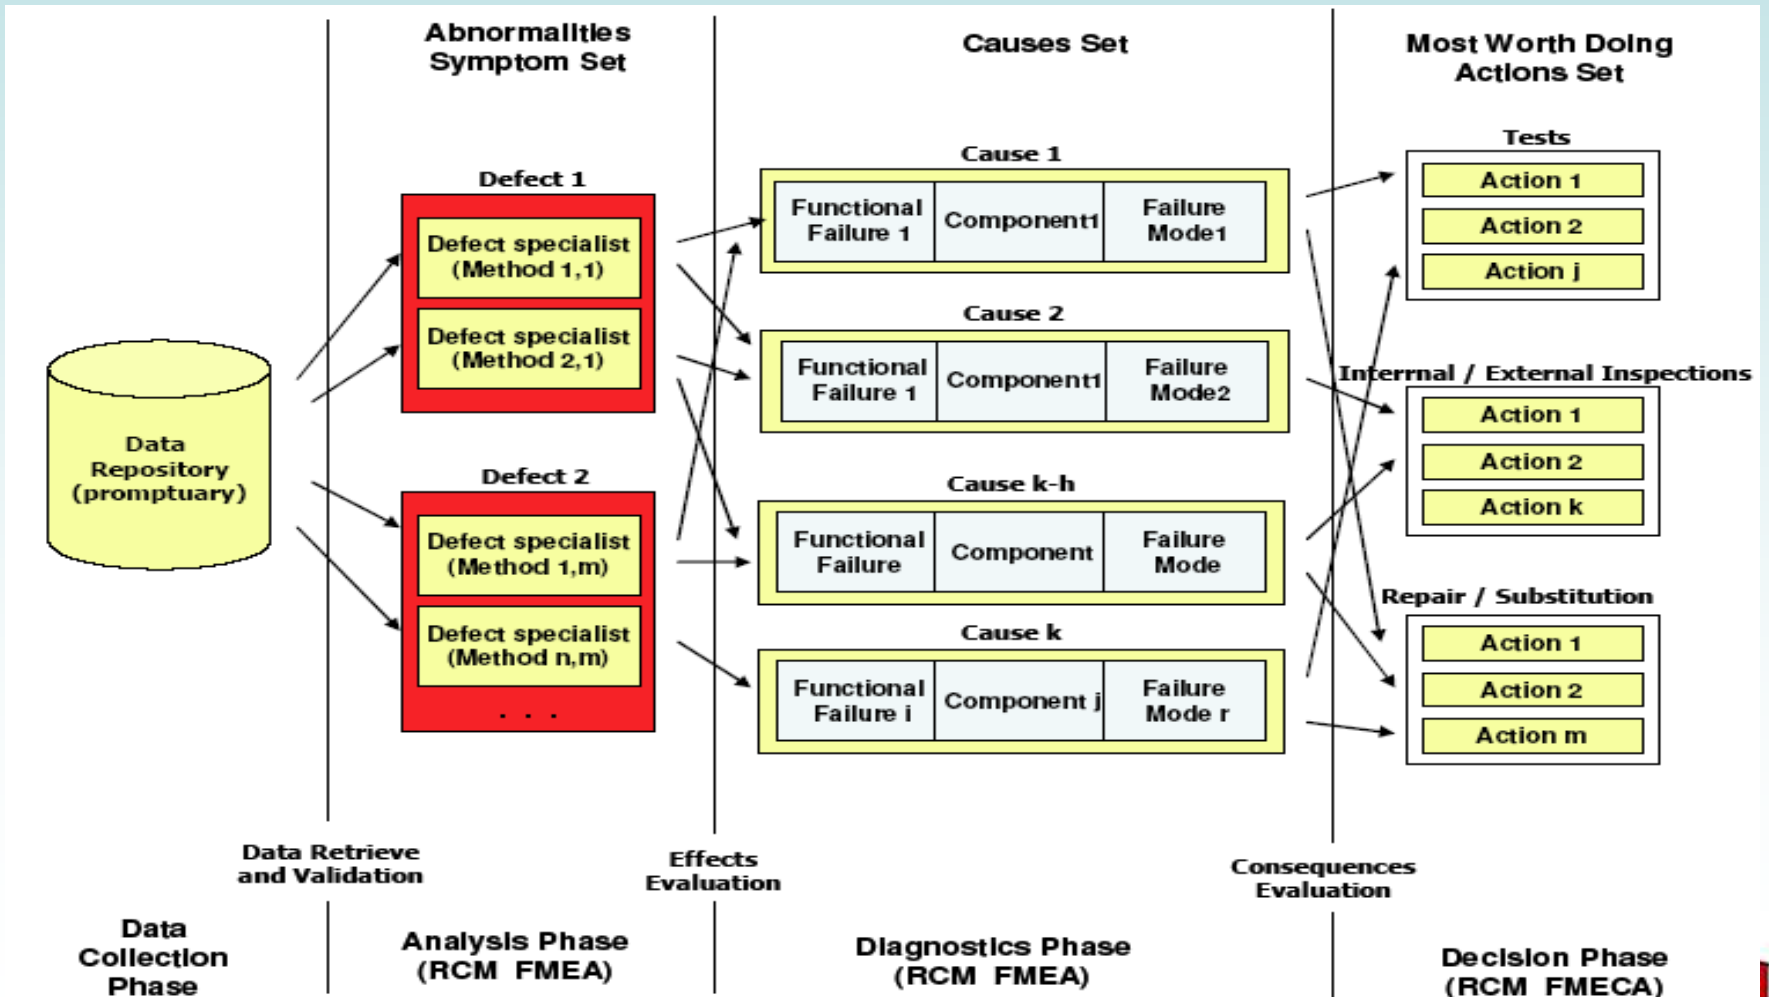 Abnormalities
Symptom Set
Causes Set
Most Worth Doing
Actions Set
Defect 1
Defect specialist
(Method 1,1)
Defect specialist
(Method 2,1)
Defect 2
Defect specialist
(Method 1,m)
Defect specialist
(Method n,m)
. . .
Data
Repository
(promptuary)
Cause 1
Functional
Failure 1
Component1
Failure
Mode1
Cause 2
Functional
Failure 1
Component1
Failure
Mode2
Cause k-h
Functional
Failure
Component
Failure
Mode
Cause k
Functional
Failure i
Component j
Failure
Mode r
Tests
Action 1
Action 2
Action j
Interrnal / External Inspections
Action 1
Action 2
Action k
Repair / Substitution
Action 1
Action 2
Action m
Data Retrieve
and Validation
Effects
Evaluation
Consequences
Evaluation
Data
Collection
Phase
Analysis Phase
(RCM FMEA)
Diagnostics Phase
(RCM FMEA)
Decision Phase
(RCM FMECA)